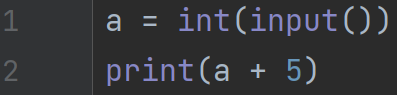 1 a = int(input())
2 print(a + 5)